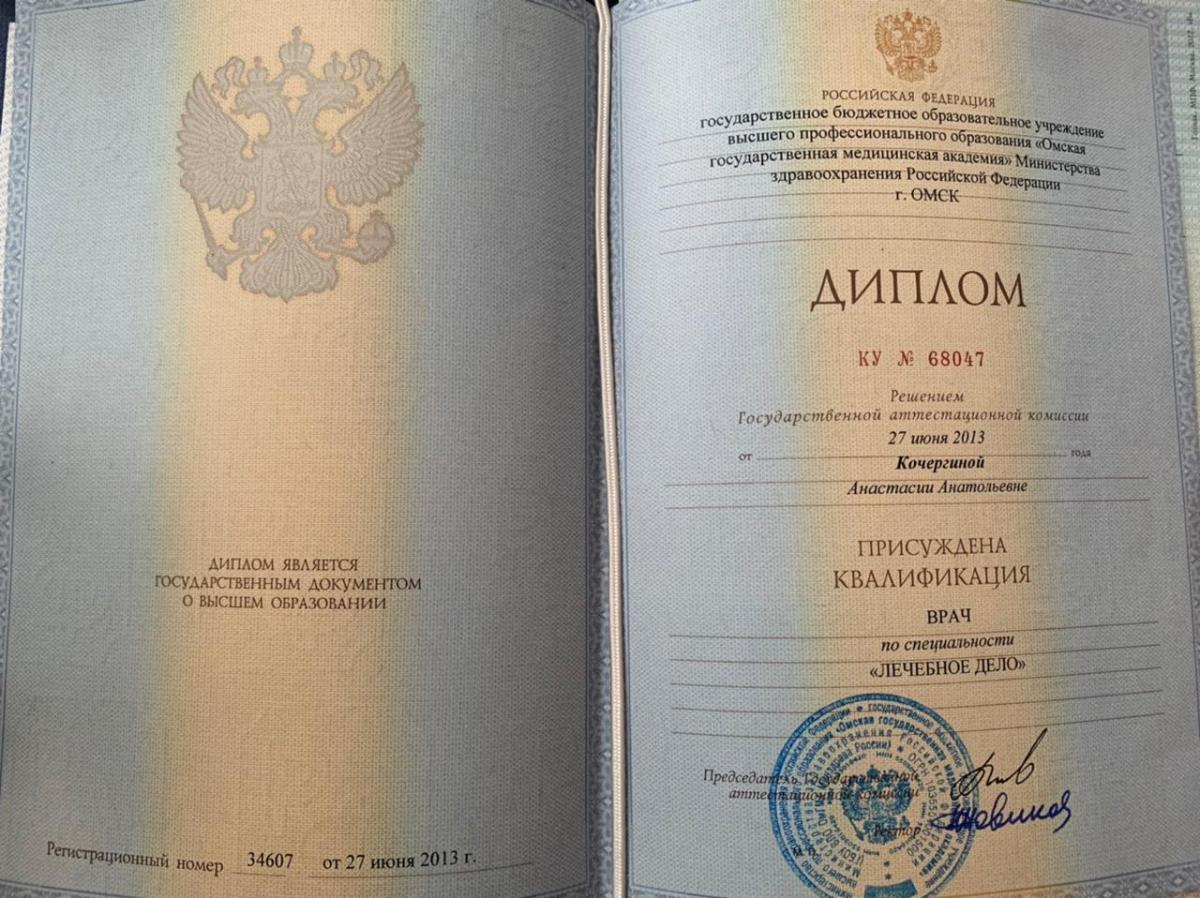 ДИПЛОМ ЯВЛЯЕТСЯ
ГОСУДАРСТВЕННЫМ ДОКУМЕНТОМ
О ВЫСШЕМ ОБРАЗОВАНИИ
Регистрационный номер 34607 от 27 июня 2013 г.
РОССИЙСКАЯ ФЕДЕРАЦИЯ
государственное бюджетное образовательное учреждение
высшего профессионального образования «Омская
государственная медицинская академия» Министерства
здравоохранения Российской Федерации
г. ОМСК
ДИПЛОМ
КУ № 68047
Решением
Государственной аттестационной комиссии
27 июня 2013
от года
Кочергиной
Анастасии Анатольевне
ПРИСУЖДЕНА
КВАЛИФИКАЦИЯ
ВРАЧ
по специальности
«ЛЕЧЕБНОЕ ДЕЛО»
Председатель Государственной
аттестационной комиссии
Ректор